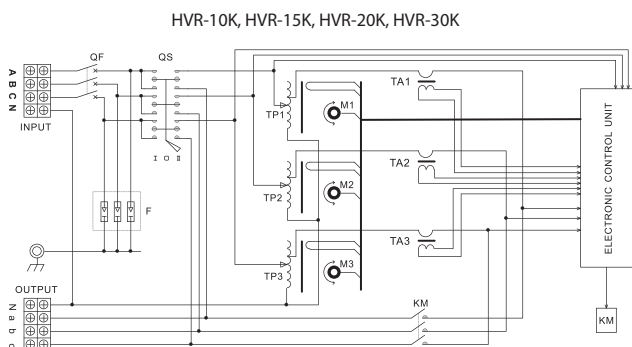 HVR-10K, HVR-15K, HVR-20K, HVR-30K
QF
QS
A
B
C
N
INPUT
I O II
F
TP1
M1
TA1
TP2
M2
TA2
TP3
M3
TA3
ELECTRONIC CONTROL UNIT
KM
KM
OUTPUT
N
a
b